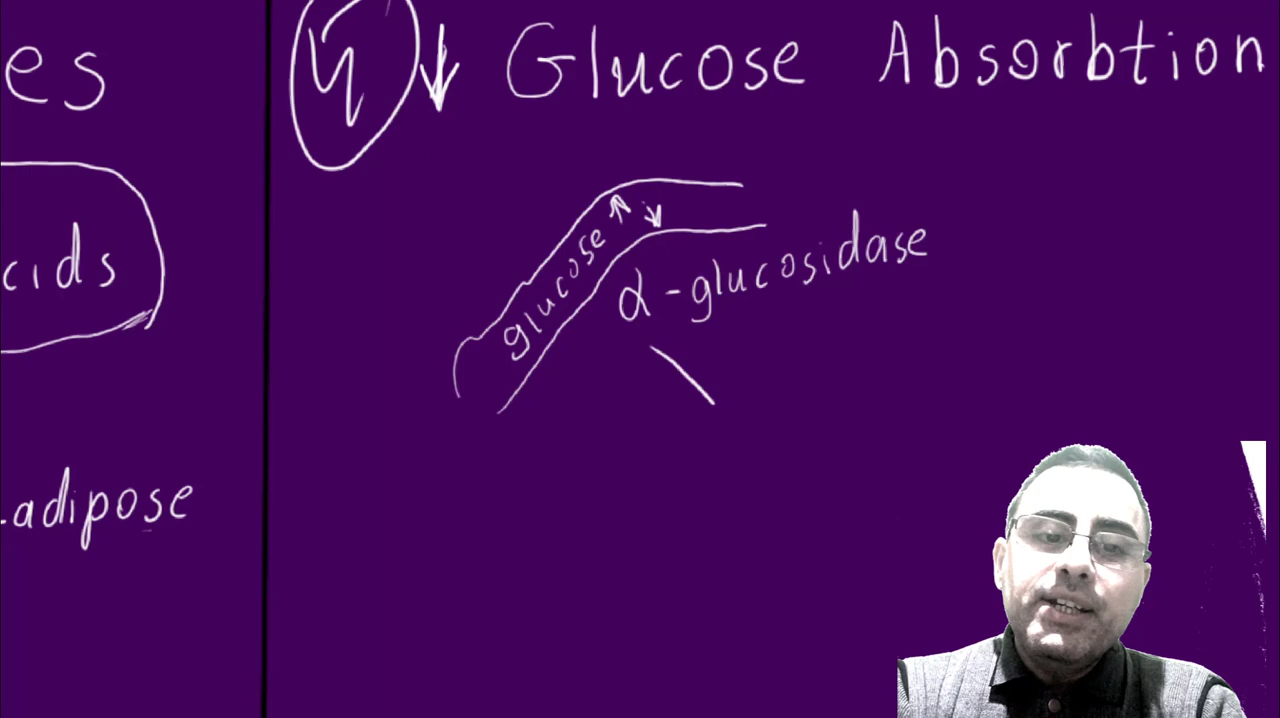 es
cids
-adipose
4 ↓ Glucose Absorbtion
glucose ↑ ↓
α-glucosidase